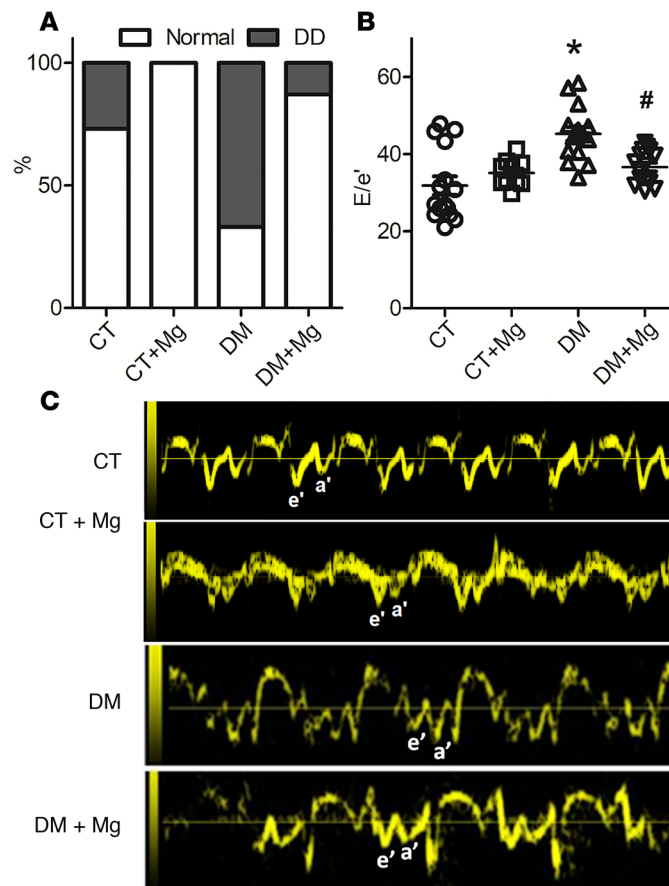 A
Normal DD
%
100
50
0
CT
CT+Mg
DM
DM+Mg
B
E/e'
60
40
20
0
*
#
CT
CT+Mg
DM
DM+Mg
C
CT
e' a'
CT + Mg
e' a'
DM
e’ a’
DM + Mg
e’ a’